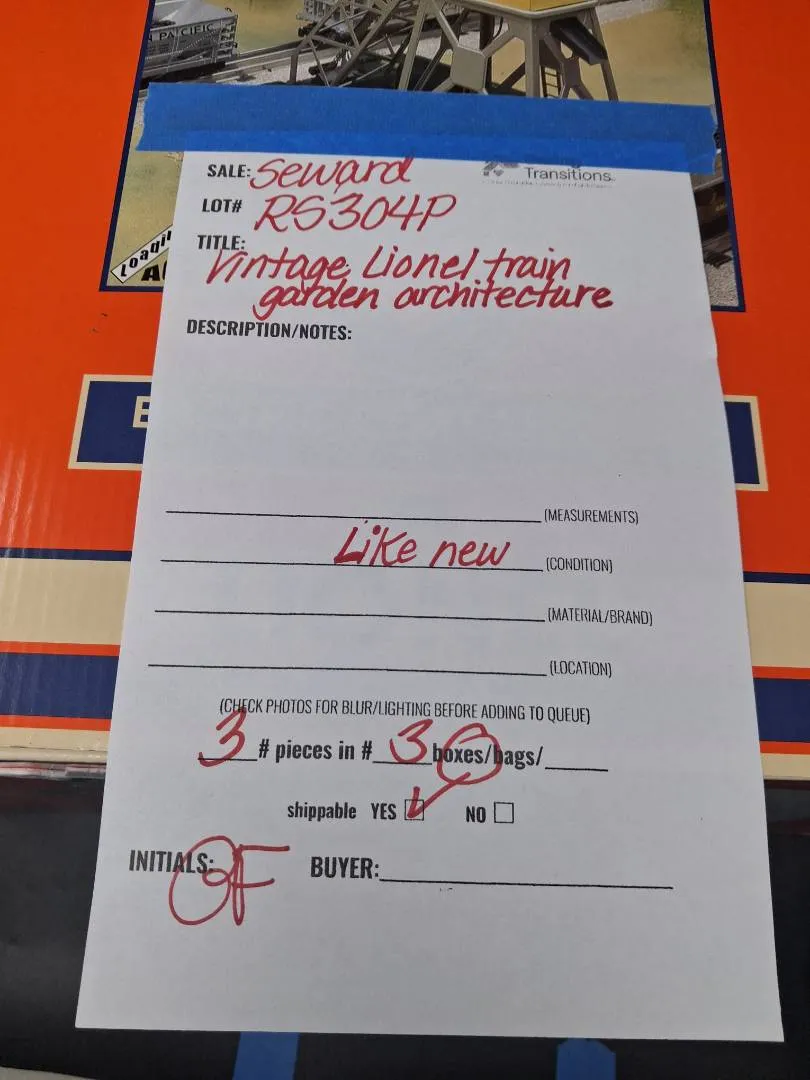 A PACIFIC
SALE: Seward
Transitions
LOT# RS304P
TITLE: Vintage Lionel train
garden architecture
DESCRIPTION/NOTES:
(MEASUREMENTS)
Like new (CONDITION)
(MATERIAL/BRAND)
(LOCATION)
(CHECK PHOTOS FOR BLUR/LIGHTING BEFORE ADDING TO QUEUE)
3 # pieces in # 3 boxes/bags/
shippable YES NO
INITIALS: BUYER: